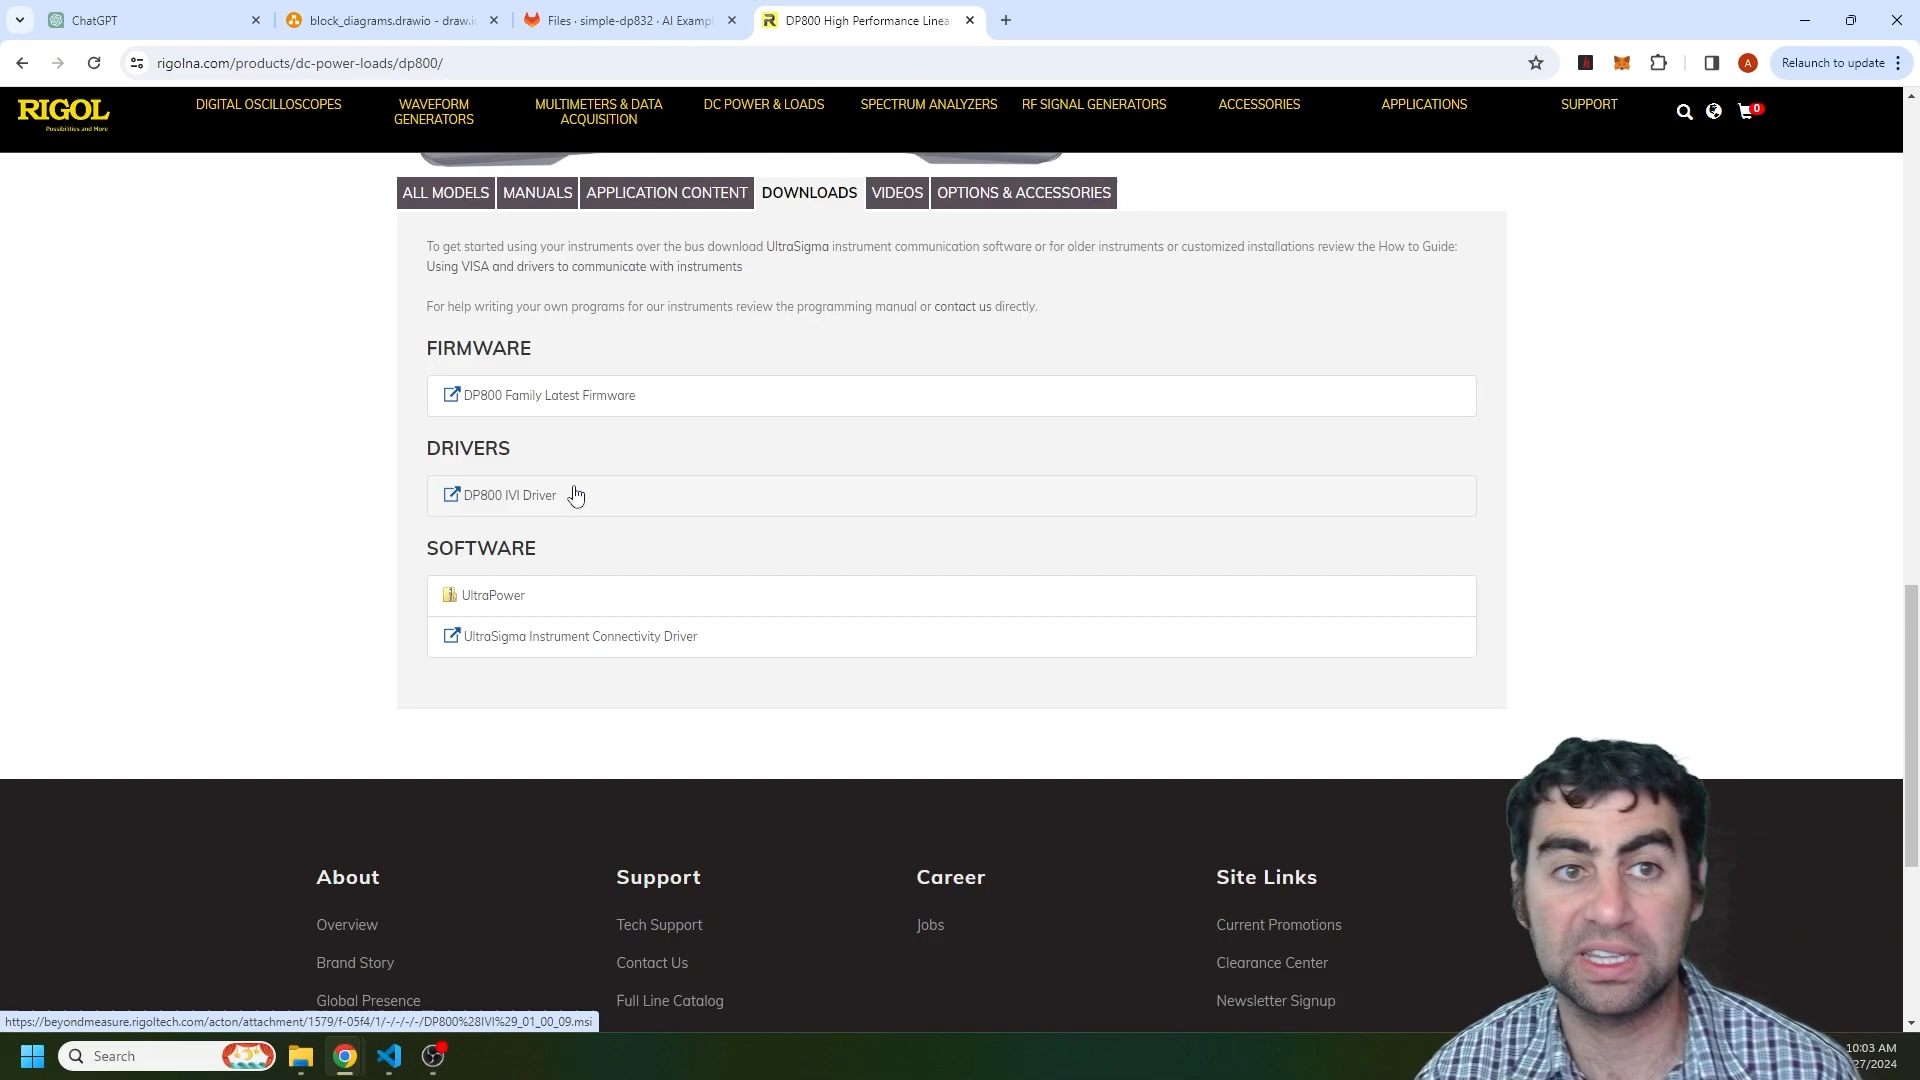 ChatGPT
block_diagrams.drawio - draw.i
Files · simple-dp832 · AI Exampl
DP800 High Performance Linea
rigolna.com/products/dc-power-loads/dp800/
Relaunch to update
A
RIGOL
Possibilities and More
DIGITAL OSCILLOSCOPES
WAVEFORM
GENERATORS
MULTIMETERS & DATA
ACQUISITION
DC POWER & LOADS
SPECTRUM ANALYZERS
RF SIGNAL GENERATORS
ACCESSORIES
APPLICATIONS
SUPPORT
0
ALL MODELS
MANUALS
APPLICATION CONTENT
DOWNLOADS
VIDEOS
OPTIONS & ACCESSORIES
To get started using your instruments over the bus download UltraSigma instrument communication software or for older instruments or customized installations review the How to Guide:
Using VISA and drivers to communicate with instruments
For help writing your own programs for our instruments review the programming manual or contact us directly.
FIRMWARE
DP800 Family Latest Firmware
DRIVERS
DP800 IVI Driver
SOFTWARE
UltraPower
UltraSigma Instrument Connectivity Driver
About
Overview
Brand Story
Global Presence
Support
Tech Support
Contact Us
Full Line Catalog
Career
Jobs
Site Links
Current Promotions
Clearance Center
Newsletter Signup
https://beyondmeasure.rigoltech.com/acton/attachment/1579/f-05f4/1/-/-/-/-/DP800%28IVI%29_01_00_09.msi
Search
10:03 AM
27/2024